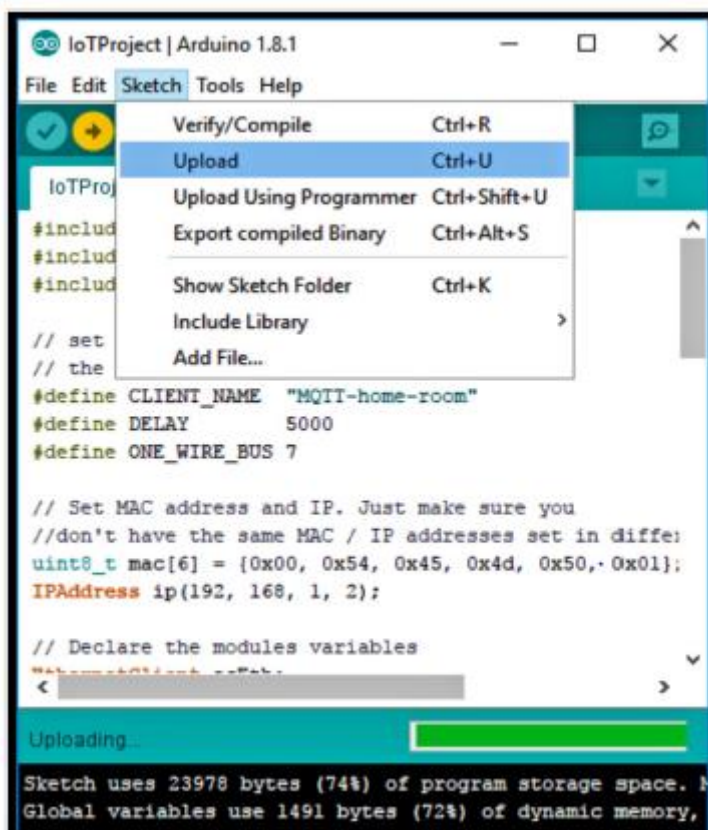 IoTProject | Arduino 1.8.1
File Edit Sketch Tools Help
Verify/Compile Ctrl+R
Upload Ctrl+U
Upload Using Programmer Ctrl+Shift+U
Export compiled Binary Ctrl+Alt+S
Show Sketch Folder Ctrl+K
Include Library
Add File...
IoTProj
#includ
#includ
#includ
// set
// the
#define CLIENT_NAME "MQTT-home-room"
#define DELAY 5000
#define ONE_WIRE_BUS 7
// Set MAC address and IP. Just make sure you
//don't have the same MAC / IP addresses set in differ
uint8_t mac[6] = {0x00, 0x54, 0x45, 0x4d, 0x50, 0x01};
IPAddress ip(192, 168, 1, 2);
// Declare the modules variables
Uploading...
Sketch uses 23978 bytes (74%) of program storage space.
Global variables use 1491 bytes (72%) of dynamic memory,